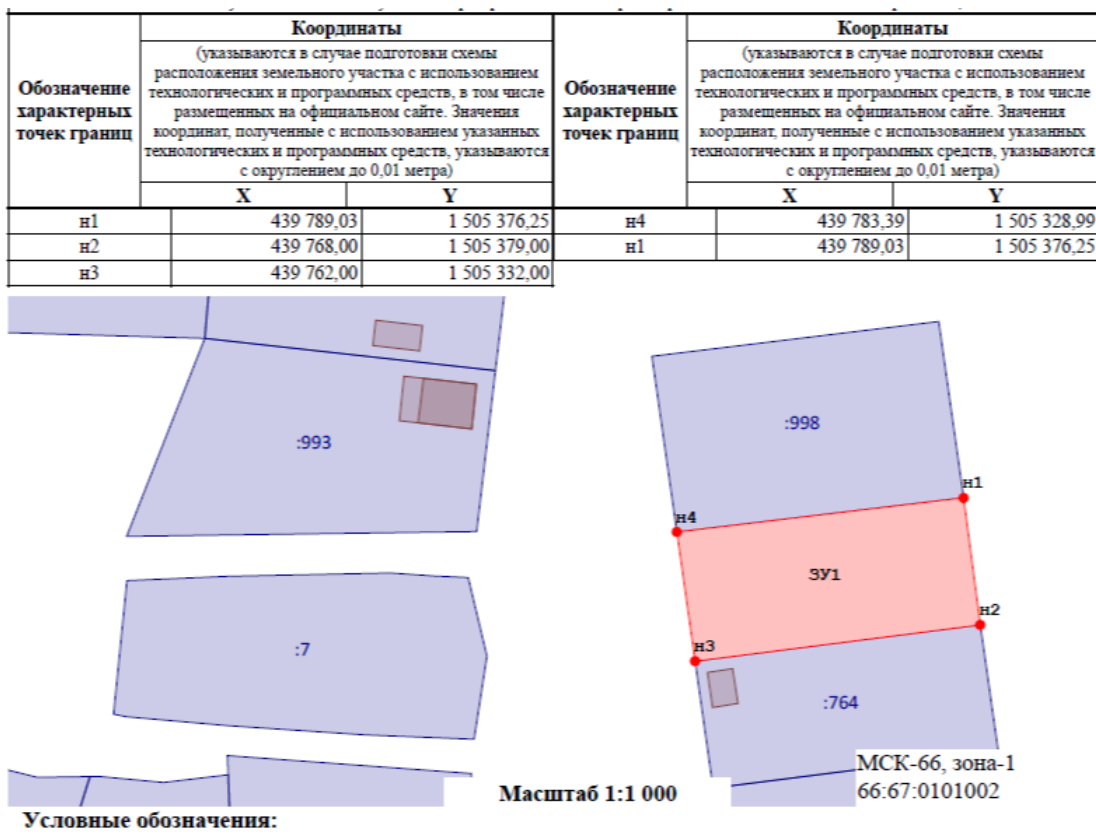 Обозначение
характерных
точек границ
Координаты
(указываются в случае подготовки схемы
расположения земельного участка с использованием
технологических и программных средств, в том числе
размещенных на официальном сайте. Значения
координат, полученные с использованием указанных
технологических и программных средств, указываются
с округлением до 0,01 метра)
X Y
Обозначение
характерных
точек границ
Координаты
(указываются в случае подготовки схемы
расположения земельного участка с использованием
технологических и программных средств, в том числе
размещенных на официальном сайте. Значения
координат, полученные с использованием указанных
технологических и программных средств, указываются
с округлением до 0,01 метра)
X Y
н1 439 789,03 1 505 376,25 н4 439 783,39 1 505 328,99
н2 439 768,00 1 505 379,00 н1 439 789,03 1 505 376,25
н3 439 762,00 1 505 332,00
:993
:998
н1
н4
ЗУ1
н2
н3
:7
:764
МСК-66, зона-1
66:67:0101002
Масштаб 1:1 000
Условные обозначения: